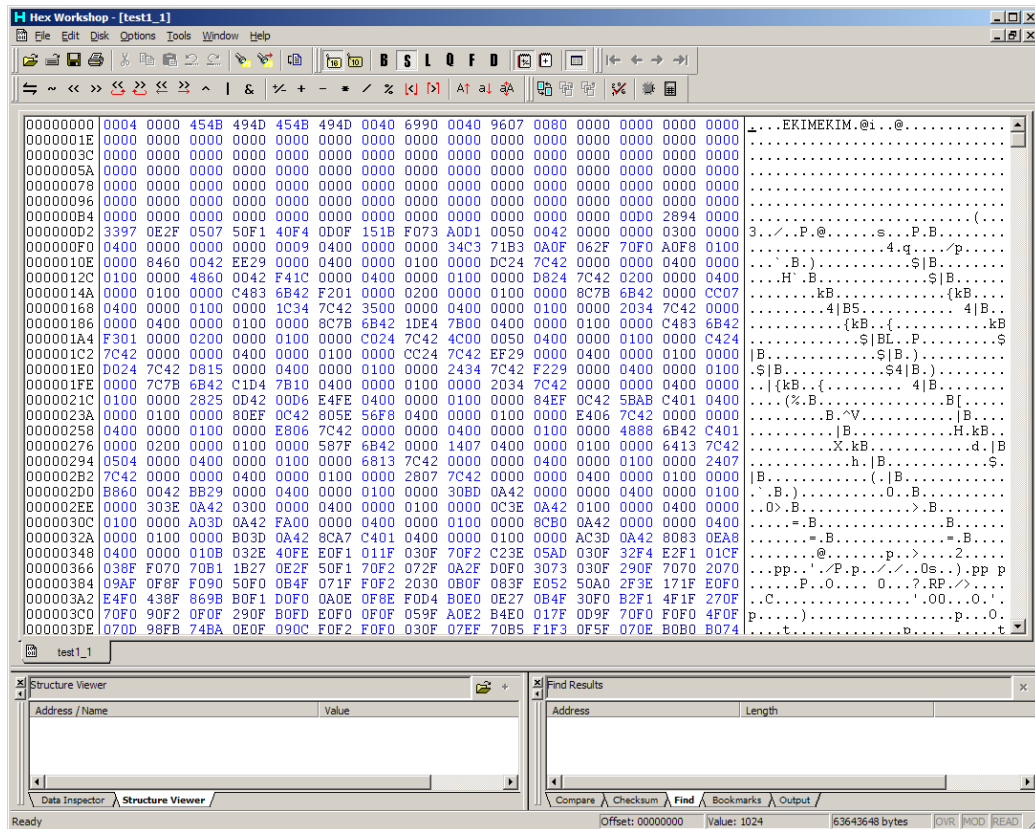 Hex Workshop - [test1_1]
File Edit Disk Options Tools Window Help
B S L Q F D
00000000 0004 0000 454B 494D 454B 494D 0040 6990 0040 9607 0080 0000 0000 0000 0000 ....EKIMEKIM.@i..@............
0000001E 0000 0000 0000 0000 0000 0000 0000 0000 0000 0000 0000 0000 0000 0000 0000 ..............................
0000003C 0000 0000 0000 0000 0000 0000 0000 0000 0000 0000 0000 0000 0000 0000 0000 ..............................
0000005A 0000 0000 0000 0000 0000 0000 0000 0000 0000 0000 0000 0000 0000 0000 0000 ..............................
00000078 0000 0000 0000 0000 0000 0000 0000 0000 0000 0000 0000 0000 0000 0000 0000 ..............................
00000096 0000 0000 0000 0000 0000 0000 0000 0000 0000 0000 0000 0000 0000 0000 0000 ..............................
000000B4 0000 0000 0000 0000 0000 0000 0000 0000 0000 0000 0000 0000 00D0 2894 0000 ..........................(...
000000D2 3397 0E2F 0507 50F1 40F4 0D0F 151B F073 A0D1 0050 0042 0000 0000 0300 0000 3../..P.@......s...P.B........
000000F0 0400 0000 0000 0000 0009 0400 0000 0000 34C3 71B3 0A0F 062F 70F0 A0F8 0100 ................4.q..../p.....
0000010E 0000 8460 0042 EE29 0000 0400 0000 0100 0000 DC24 7C42 0000 0000 0400 0000
0000012C 0100 0000 4860 0042 F41C 0000 0400 0000 0100 0000 D824 7C42 0200 0000 0400
0000014A 0000 0100 0000 C483 6B42 F201 0000 0200 0000 0100 0000 8C7B 6B42 0000 CC07
00000168 0400 0000 0100 0000 1C34 7C42 3500 0000 0400 0000 0100 0000 2034 7C42 0000
00000186 0000 0400 0000 0100 0000 8C7B 6B42 1DE4 7B00 0400 0000 0100 0000 C483 6B42
000001A4 F301 0000 0200 0000 0100 0000 C024 7C42 4C00 0050 0400 0000 0100 0000 C424
000001C2 7C42 0000 0000 0400 0000 0100 0000 CC24 7C42 EF29 0000 0400 0000 0100 0000
000001E0 D024 7C42 D815 0000 0400 0000 0100 0000 2434 7C42 F229 0000 0400 0000 0100
000001FE 0000 7C7B 6B42 C1D4 7B10 0400 0000 0100 0000 2034 7C42 0000 0000 0400 0000
0000021C 0100 0000 2825 0D42 00D6 E4FE 0400 0000 0100 0000 84EF 0C42 5BAB C401 0400
0000023A 0000 0100 0000 80EF 0C42 805E 56F8 0400 0000 0100 0000 E406 7C42 0000 0000
00000258 0400 0000 0100 0000 E806 7C42 0000 0000 0400 0000 0100 0000 4888 6B42 C401
00000276 0000 0200 0000 0100 0000 587F 6B42 0000 1407 0400 0000 0100 0000 6413 7C42
00000294 0504 0000 0400 0000 0100 0000 6813 7C42 0000 0000 0400 0000 0100 0000 2407
000002B2 7C42 0000 0000 0400 0000 0100 0000 2807 7C42 0000 0000 0400 0000 0100 0000
000002D0 B860 0042 BB29 0000 0400 0000 0100 0000 30BD 0A42 0000 0000 0400 0000 0100
000002EE 0000 303E 0A42 0300 0000 0400 0000 0100 0000 0C3E 0A42 0100 0000 0400 0000
0000030C 0100 0000 A03D 0A42 FA00 0000 0400 0000 0100 0000 8CB0 0A42 0000 0000 0400
0000032A 0000 0100 0000 B03D 0A42 8CA7 C401 0400 0000 0100 0000 AC3D 0A42 8083 0EA8
00000348 0400 0000 010B 032E 40FE E0F1 011F 030F 70F2 C23E 05AD 030F 32F4 E2F1 01CF
00000366 038F F070 70B1 1B27 0E2F 50F1 70F2 072F 0A2F D0F0 3073 030F 290F 7070 2070
00000384 09AF 0F8F F090 50F0 0B4F 071F F0F2 2030 0B0F 083F E052 50A0 2F3E 171F E0F0
000003A2 E4F0 438F 869B B0F1 D0F0 0A0E 0F8E F0D4 B0E0 0E27 0B4F 30F0 B2F1 4F1F 270F
000003C0 70F0 90F2 0F0F 290F B0FD E0F0 0F0F 059F A0E2 B4E0 017F 0D9F 70F0 F0F0 4F0F
000003DE 070D 98FB 74BA 0E0F 090C F0F2 F0F0 030F 07EF 70B5 F1F3 0F5F 070E B0B0 B074
test1_1
Structure Viewer
Address / Name Value
Data Inspector Structure Viewer
Find Results
Address Length
Compare Checksum Find Bookmarks Output
Ready Offset: 00000000 Value: 1024 63643648 bytes OVR MOD READ